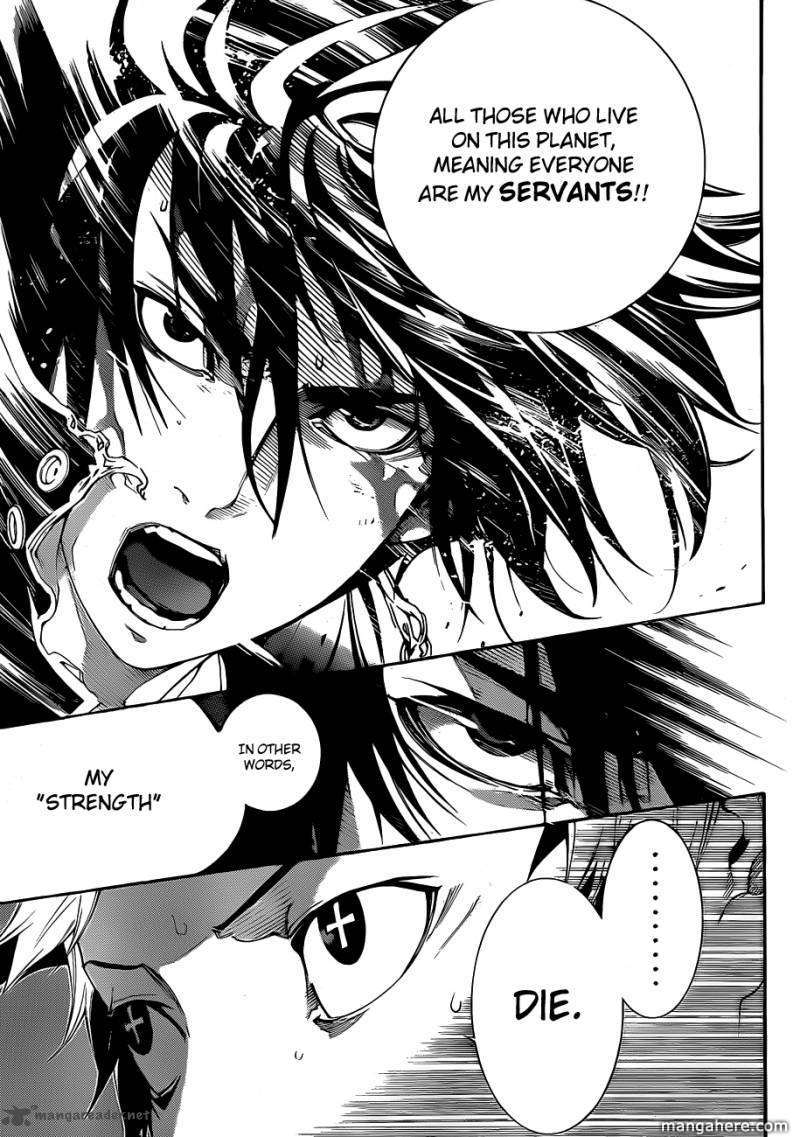 ALL THOSE WHO LIVE
ON THIS PLANET,
MEANING EVERYONE
ARE MY SERVANTS!!
IN OTHER
WORDS,
MY
"STRENGTH"
.........
DIE.
mangareader.net
mangahere.com